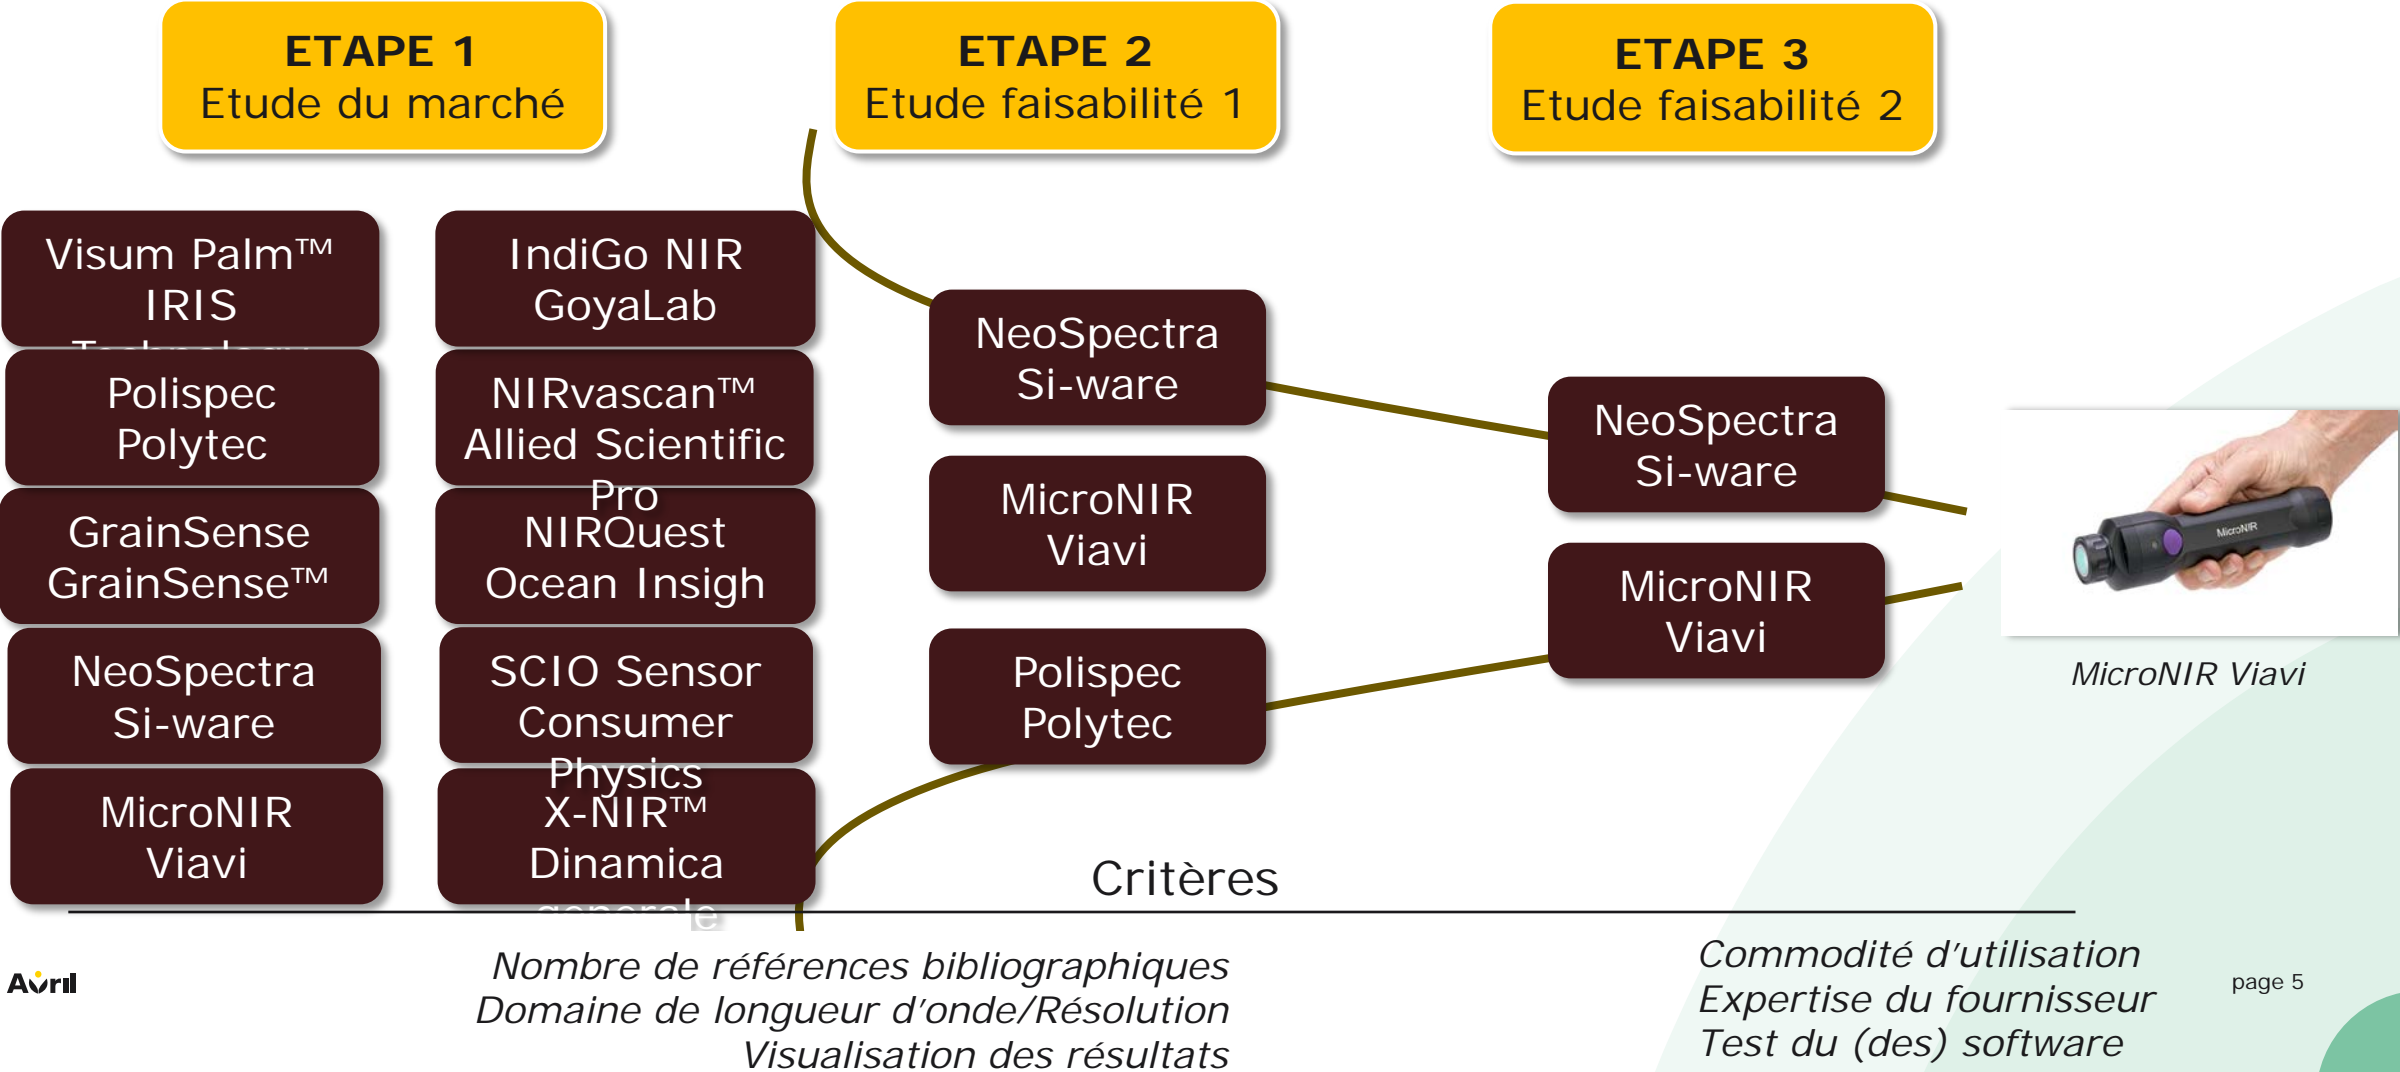 ETAPE 1
Etude du marché
ETAPE 2
Etude faisabilité 1
ETAPE 3
Etude faisabilité 2
Visum Palm™
IRIS
Technology
Polispec
Polytec
GrainSense
GrainSense™
NeoSpectra
Si-ware
MicroNIR
Viavi
IndiGo NIR
GoyaLab
NIRvascan™
Allied Scientific
Pro
NIRQuest
Ocean Insigh
SCIO Sensor
Consumer
Physics
X-NIR™
Dinamica
generale
NeoSpectra
Si-ware
MicroNIR
Viavi
Polispec
Polytec
NeoSpectra
Si-ware
MicroNIR
Viavi
MicroNIR
MicroNIR Viavi
Critères
Nombre de références bibliographiques
Domaine de longueur d'onde/Résolution
Visualisation des résultats
Commodité d'utilisation
Expertise du fournisseur
Test du (des) software
Avril
page 5